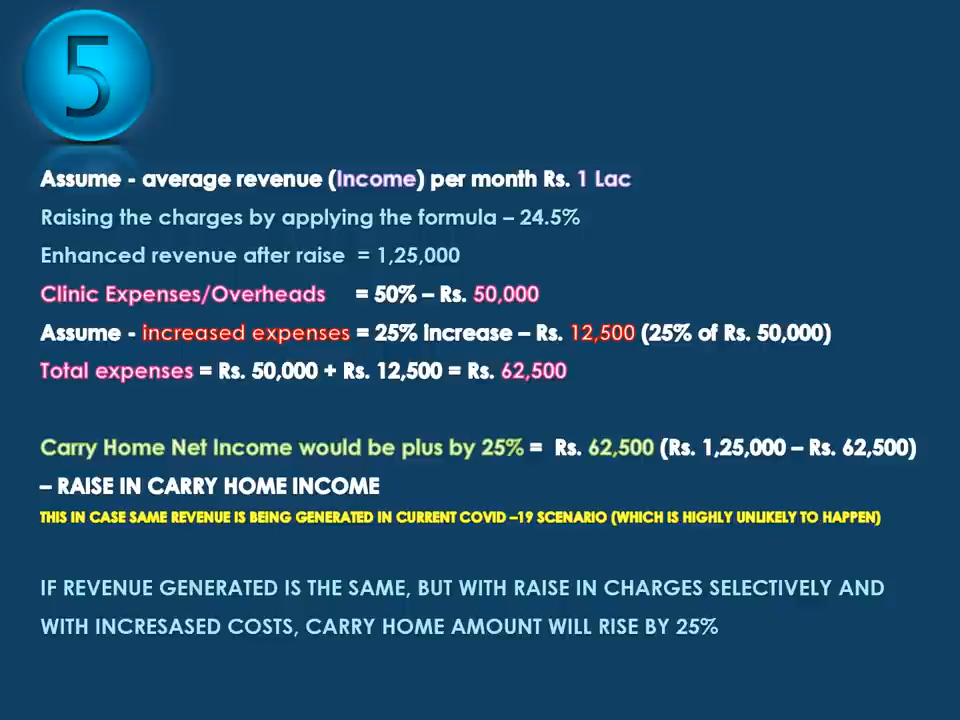 5
Assume - average revenue (Income) per month Rs. 1 Lac
Raising the charges by applying the formula – 24.5%
Enhanced revenue after raise = 1,25,000
Clinic Expenses/Overheads = 50% – Rs. 50,000
Assume - increased expenses = 25% increase – Rs. 12,500 (25% of Rs. 50,000)
Total expenses = Rs. 50,000 + Rs. 12,500 = Rs. 62,500
Carry Home Net Income would be plus by 25% = Rs. 62,500 (Rs. 1,25,000 – Rs. 62,500)
– RAISE IN CARRY HOME INCOME
THIS IN CASE SAME REVENUE IS BEING GENERATED IN CURRENT COVID –19 SCENARIO (WHICH IS HIGHLY UNLIKELY TO HAPPEN)
IF REVENUE GENERATED IS THE SAME, BUT WITH RAISE IN CHARGES SELECTIVELY AND
WITH INCRESASED COSTS, CARRY HOME AMOUNT WILL RISE BY 25%